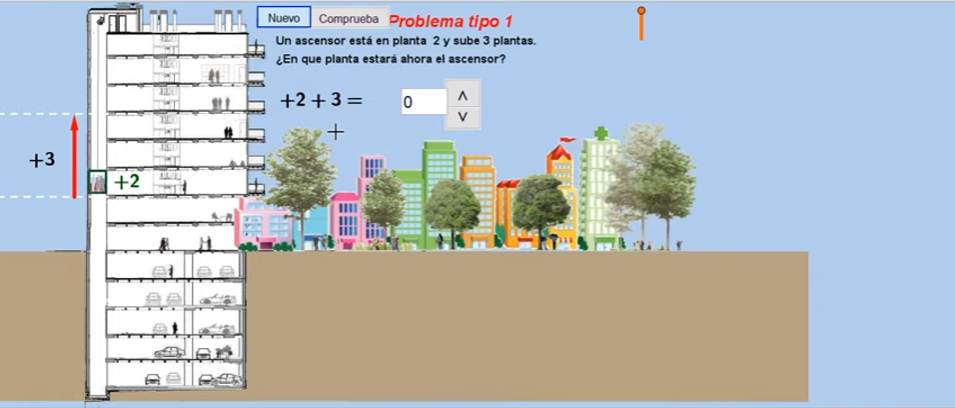 Nuevo Comprueba Problema tipo 1
Un ascensor está en planta 2 y sube 3 plantas.
¿En que planta estará ahora el ascensor?
+2 + 3 = 0
+3
+2